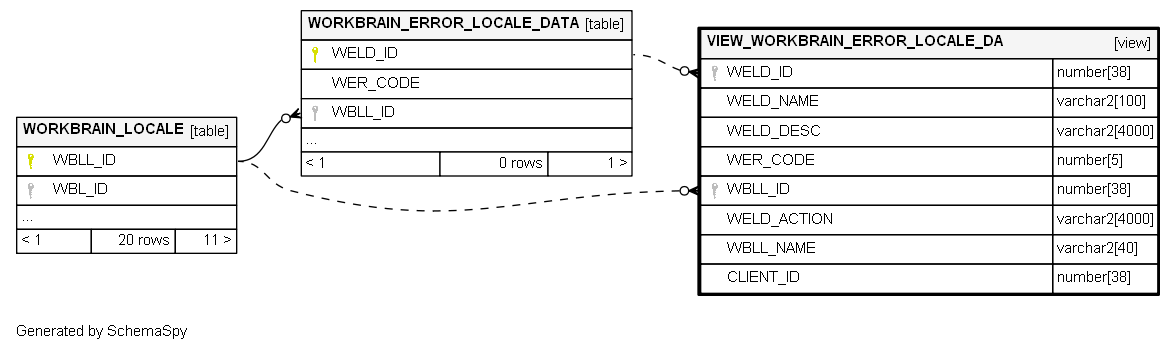 WORKBRAIN_ERROR_LOCALE_DATA [table]
WELD_ID
WER_CODE
WBLL_ID
...
< 1 0 rows 1 >
WORKBRAIN_LOCALE [table]
WBLL_ID
WBL_ID
...
< 1 20 rows 11 >
VIEW_WORKBRAIN_ERROR_LOCALE_DA [view]
WELD_ID number[38]
WELD_NAME varchar2[100]
WELD_DESC varchar2[4000]
WER_CODE number[5]
WBLL_ID number[38]
WELD_ACTION varchar2[4000]
WBLL_NAME varchar2[40]
CLIENT_ID number[38]
Generated by SchemaSpy